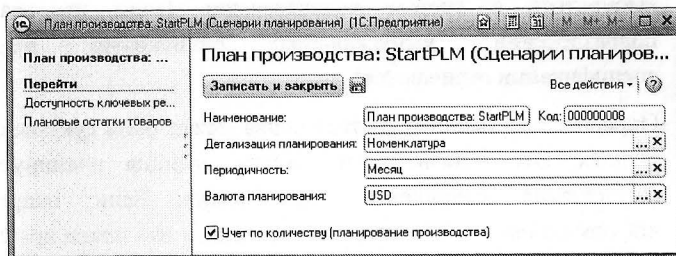 План производства: StartPLM (Сценарии планирования) (1С:Предприятие)
M M+ M-
План производства: ...
Перейти
Доступность ключевых ре...
Плановые остатки товаров
План производства: StartPLM (Сценарии планиров...
Записать и закрыть
Все действия
Наименование: План производства: StartPLM Код: 000000008
Детализация планирования: Номенклатура ... ×
Периодичность: Месяц ... ×
Валюта планирования: USD ... ×
Учет по количеству (планирование производства)